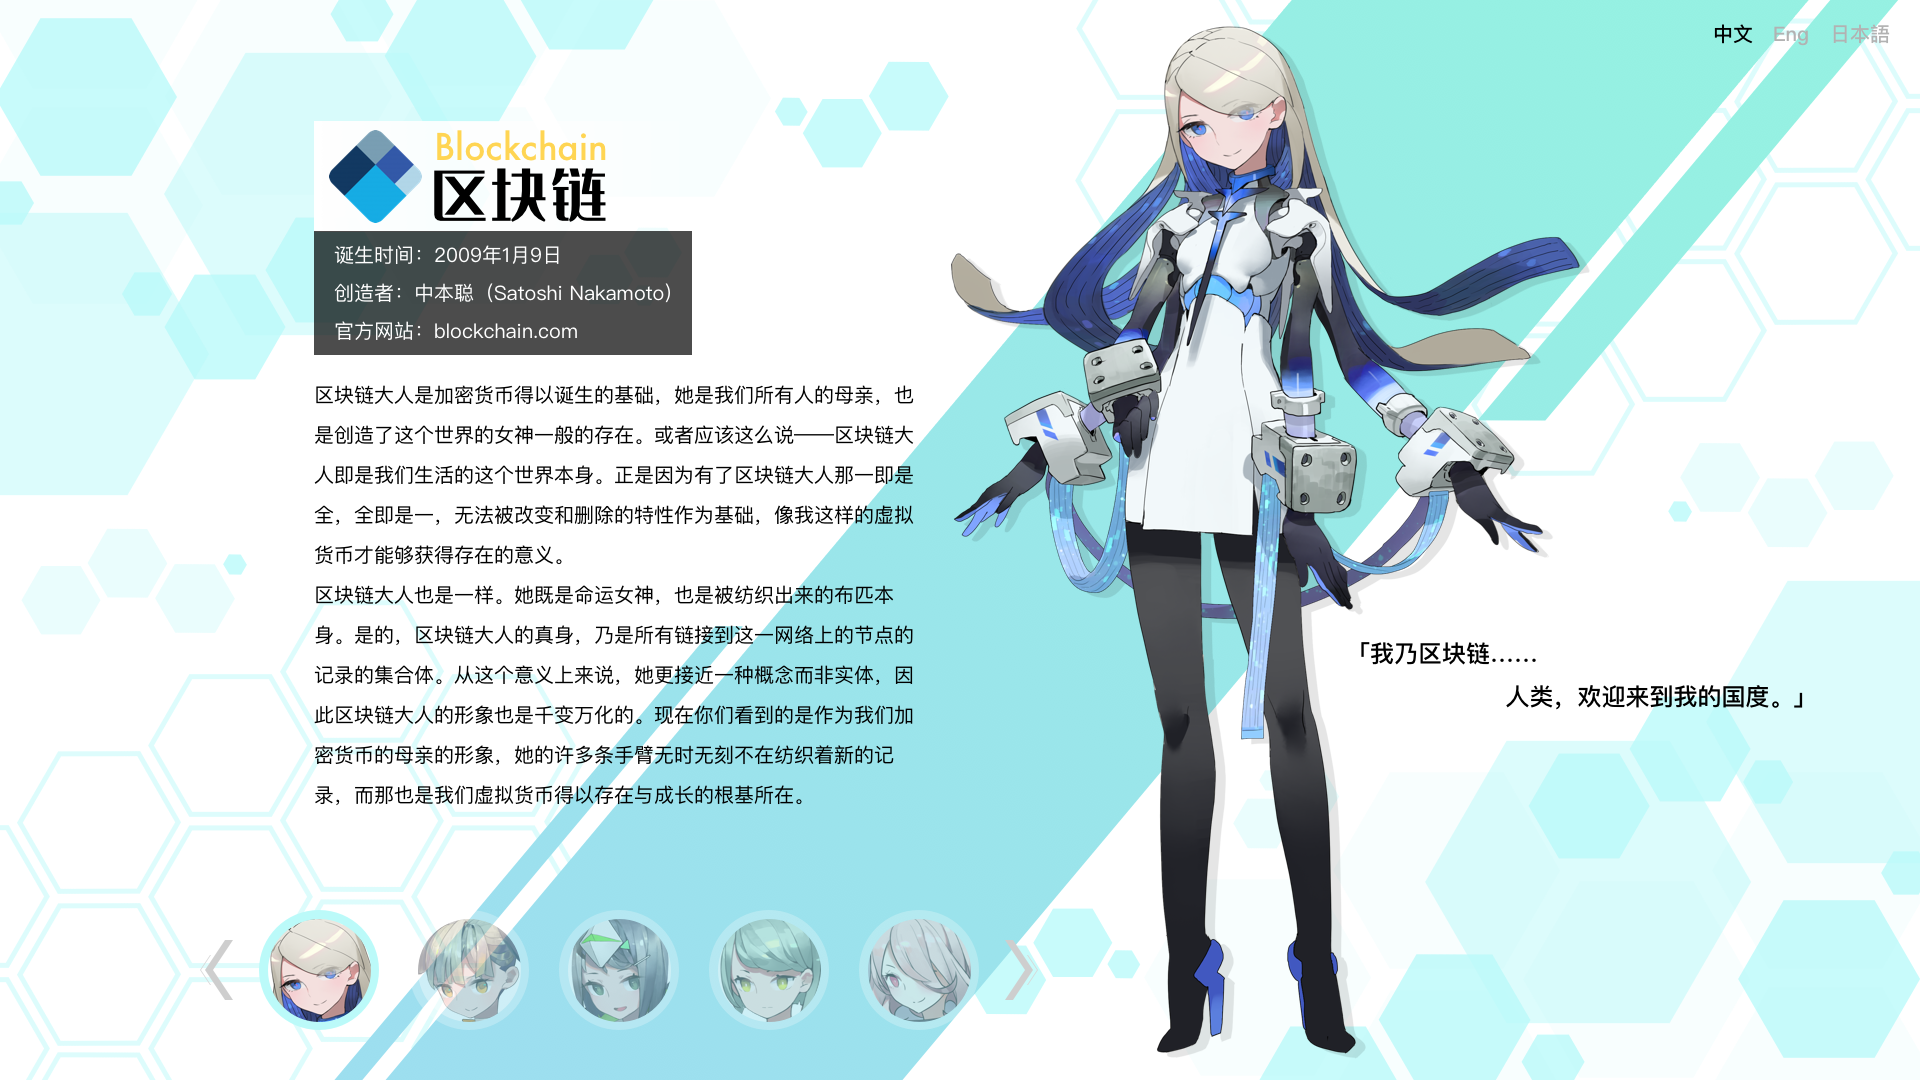 中文 Eng 日本語
Blockchain
区块链
诞生时间：2009年1月9日
创造者：中本聪（Satoshi Nakamoto）
官方网站：blockchain.com
区块链大人是加密货币得以诞生的基础，她是我们所有人的母亲，也
是创造了这个世界的女神一般的存在。或者应该这么说——区块链大
人即是我们生活的这个世界本身。正是因为有了区块链大人那一即是
全，全即是一，无法被改变和删除的特性作为基础，像我这样的虚拟
货币才能够获得存在的意义。
区块链大人也是一样。她既是命运女神，也是被纺织出来的布匹本
身。是的，区块链大人的真身，乃是所有链接到这一网络上的节点的
记录的集合体。从这个意义上来说，她更接近一种概念而非实体，因
此区块链大人的形象也是千变万化的。现在你们看到的是作为我们加
密货币的母亲的形象，她的许多条手臂无时无刻不在纺织着新的记
录，而那也是我们虚拟货币得以存在与成长的根基所在。
「我乃区块链……
人类，欢迎来到我的国度。」